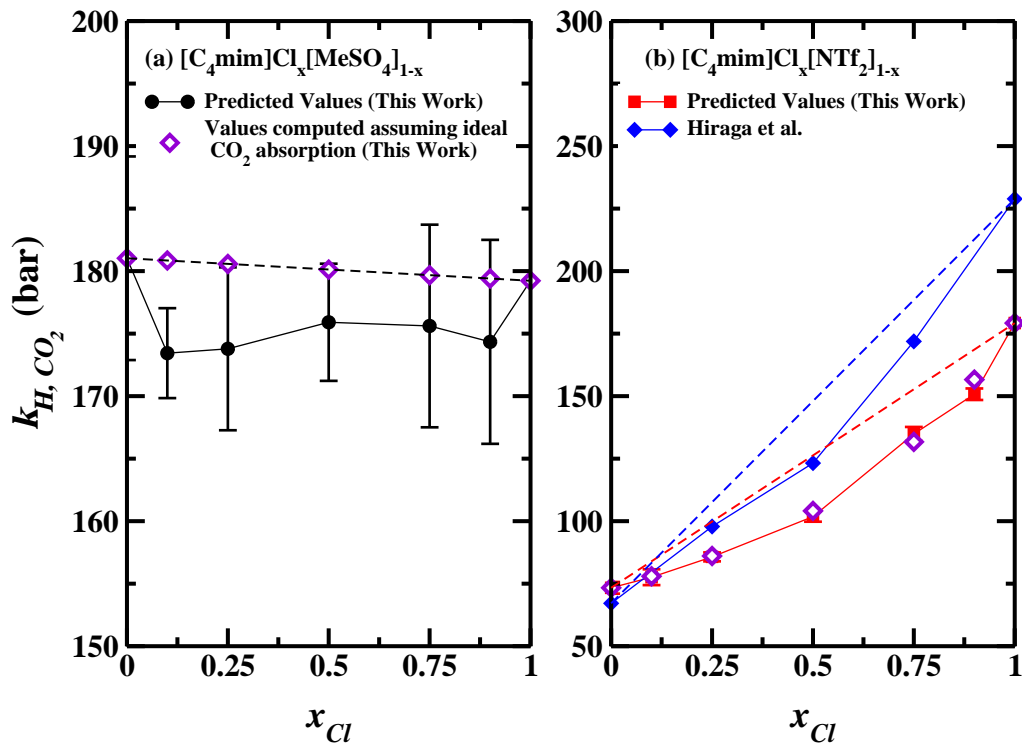 (a) [C₄mim]Clₓ[MeSO₄]₁₋ₓ
Predicted Values (This Work)
Values computed assuming ideal
CO₂ absorption (This Work)
200
190
180
170
160
150
k_H, CO₂ (bar)
0 0.25 0.5 0.75 1
x_Cl
(b) [C₄mim]Clₓ[NTf₂]₁₋ₓ
Predicted Values (This Work)
Hiraga et al.
300
250
200
150
100
50
0 0.25 0.5 0.75 1
x_Cl